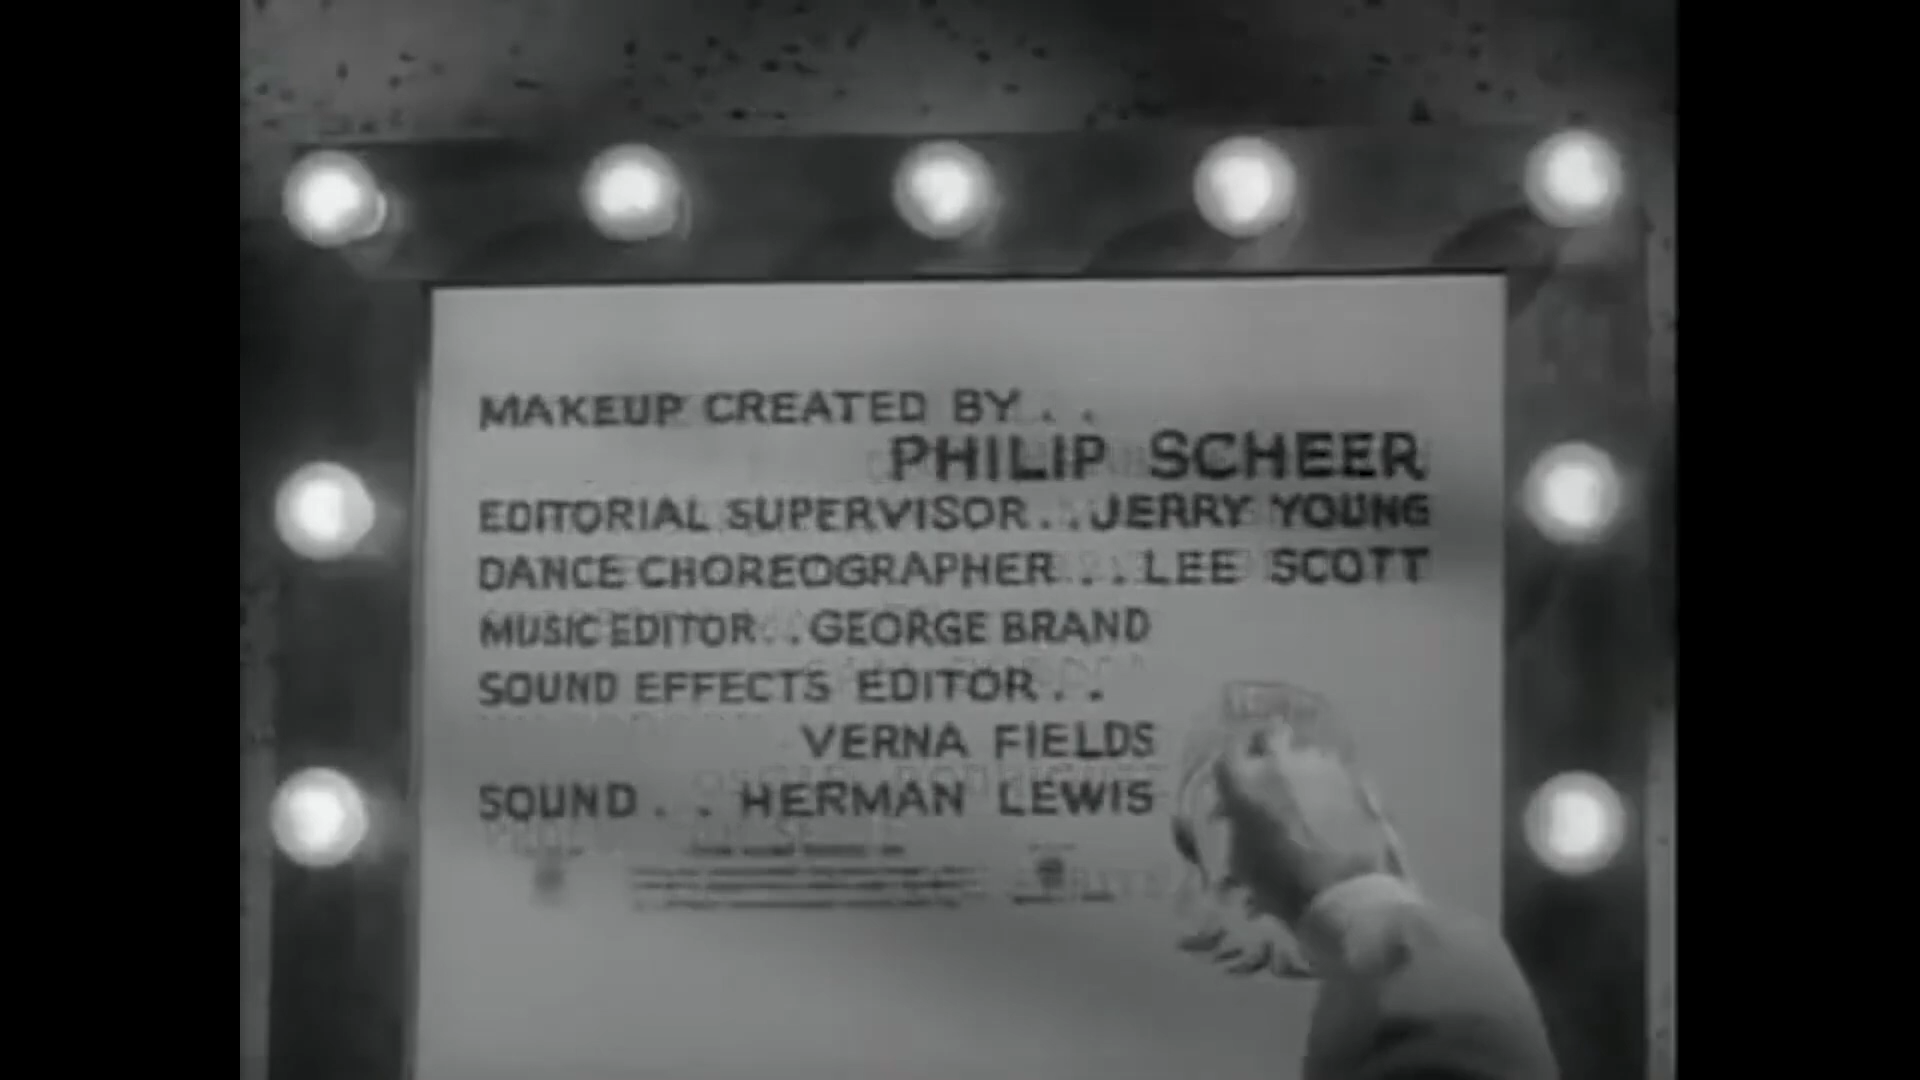 MAKEUP CREATED BY. .
PHILIP SCHEER
EDITORIAL SUPERVISOR. . JERRY YOUNG
DANCE CHOREOGRAPHER. . . LEE SCOTT
MUSIC EDITOR. . . GEORGE BRAND
SOUND EFFECTS EDITOR. .
VERNA FIELDS
SOUND. . HERMAN LEWIS